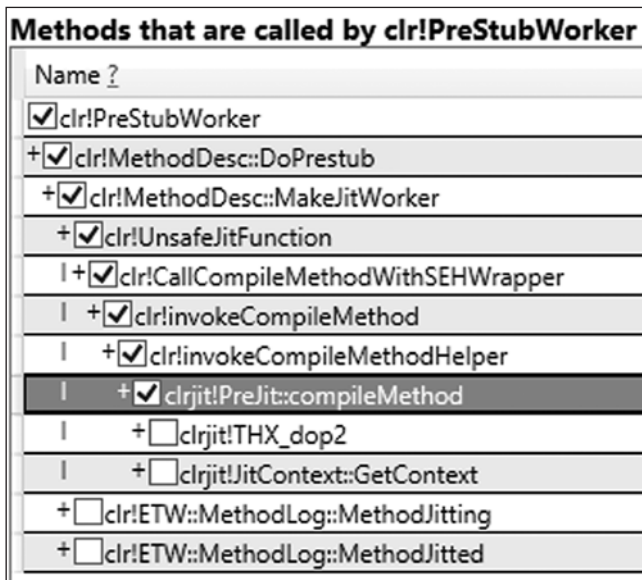 Methods that are called by clr!PreStubWorker
Name ?
clr!PreStubWorker
+ clr!MethodDesc::DoPrestub
+ clr!MethodDesc::MakeJitWorker
+ clr!UnsafeJitFunction
| + clr!CallCompileMethodWithSEHWrapper
| + clr!invokeCompileMethod
| + clr!invokeCompileMethodHelper
| + clrjit!PreJit::compileMethod
| + clrjit!THX_dop2
| + clrjit!JitContext::GetContext
+ clr!ETW::MethodLog::MethodJitting
+ clr!ETW::MethodLog::MethodJitted